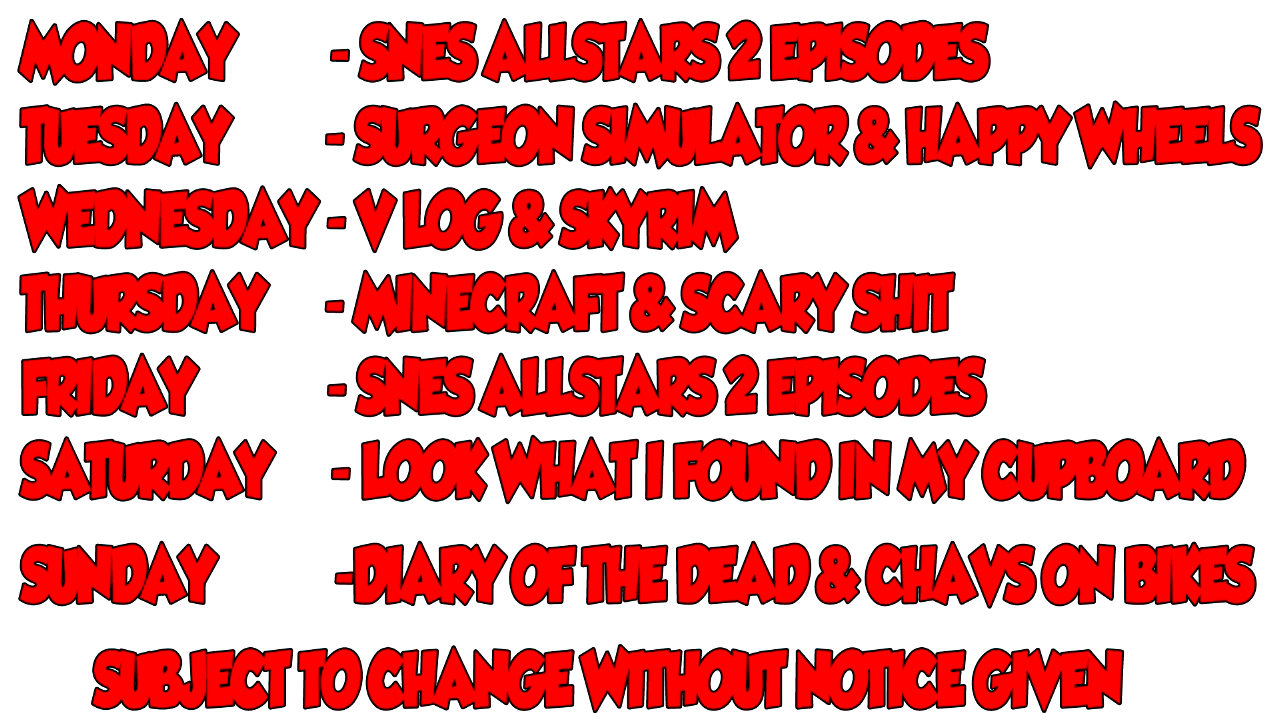 MONDAY - SNES ALLSTARS 2 EPISODES
TUESDAY - SURGEON SIMULATOR & HAPPY WHEELS
WEDNESDAY - V LOG & SKYRIM
THURSDAY - MINECRAFT & SCARY SHIT
FRIDAY - SNES ALLSTARS 2 EPISODES
SATURDAY - LOOK WHAT I FOUND IN MY CUPBOARD
SUNDAY -DIARY OF THE DEAD & CHAVS ON BIKES
SUBJECT TO CHANGE WITHOUT NOTICE GIVEN